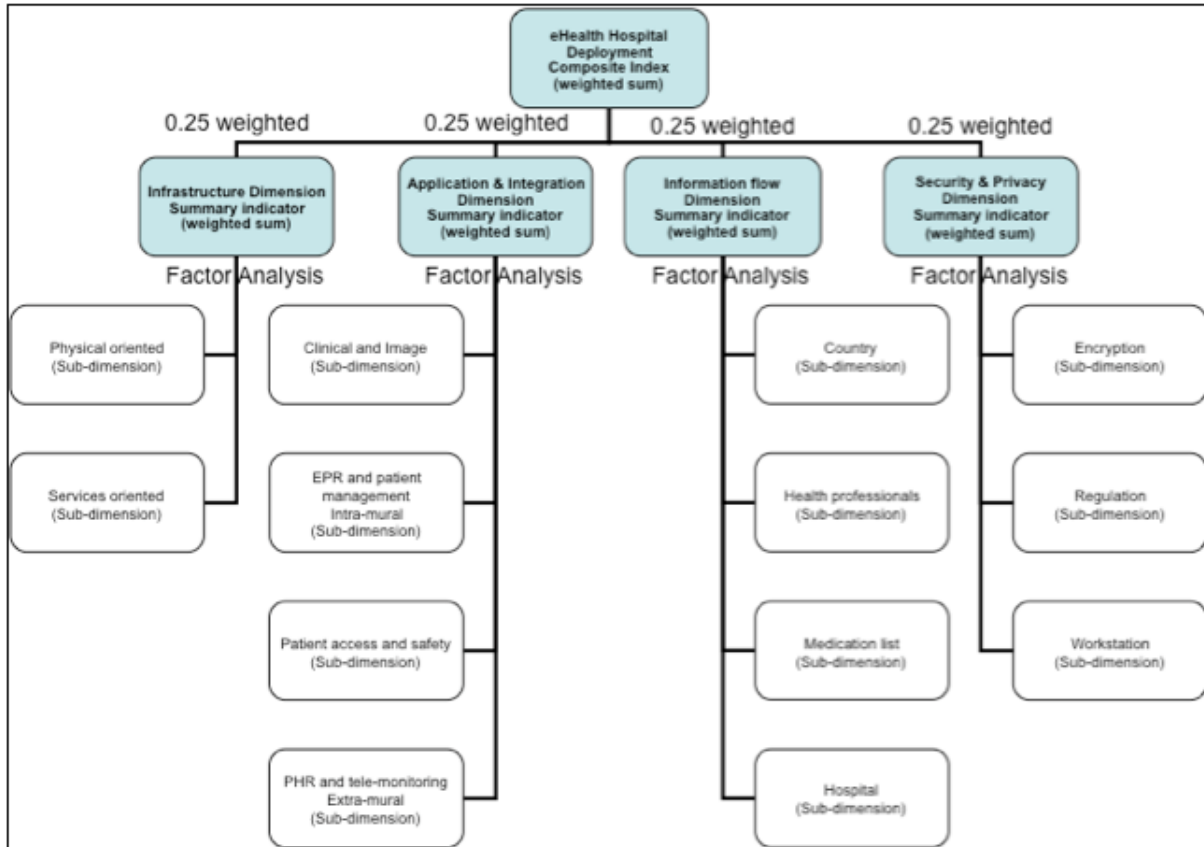 eHealth Hospital
Deployment
Composite Index
(weighted sum)
0.25 weighted
0.25 weighted
0.25 weighted
0.25 weighted
Infrastructure Dimension
Summary indicator
(weighted sum)
Application & Integration
Dimension
Summary indicator
(weighted sum)
Information flow
Dimension
Summary indicator
(weighted sum)
Security & Privacy
Dimension
Summary indicator
(weighted sum)
Factor Analysis
Factor Analysis
Factor Analysis
Factor Analysis
Physical oriented
(Sub-dimension)
Clinical and Image
(Sub-dimension)
Country
(Sub-dimension)
Encryption
(Sub-dimension)
Services oriented
(Sub-dimension)
EPR and patient
management
Intra-mural
(Sub-dimension)
Health professionals
(Sub-dimension)
Regulation
(Sub-dimension)
Patient access and safety
(Sub-dimension)
Medication list
(Sub-dimension)
Workstation
(Sub-dimension)
PHR and tele-monitoring
Extra-mural
(Sub-dimension)
Hospital
(Sub-dimension)